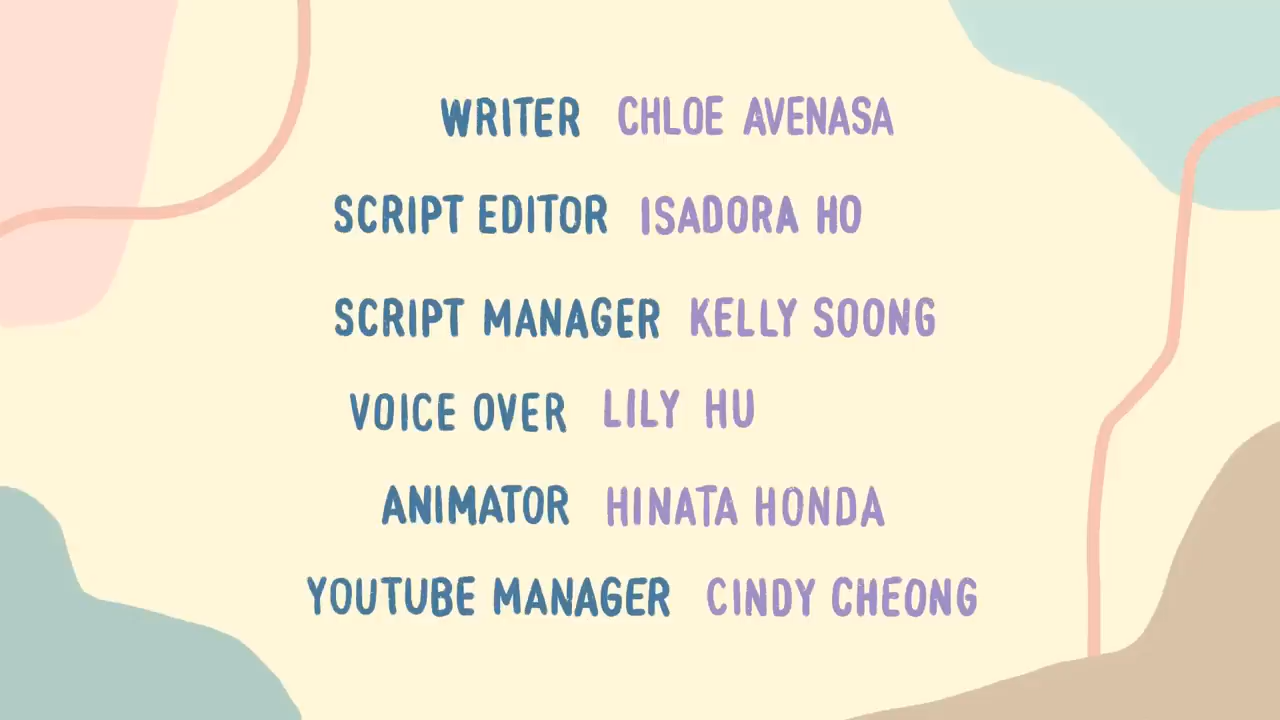 WRITER CHLOE AVENASA
SCRIPT EDITOR ISADORA HO
SCRIPT MANAGER KELLY SOONG
VOICE OVER LILY HU
ANIMATOR HINATA HONDA
YOUTUBE MANAGER CINDY CHEONG